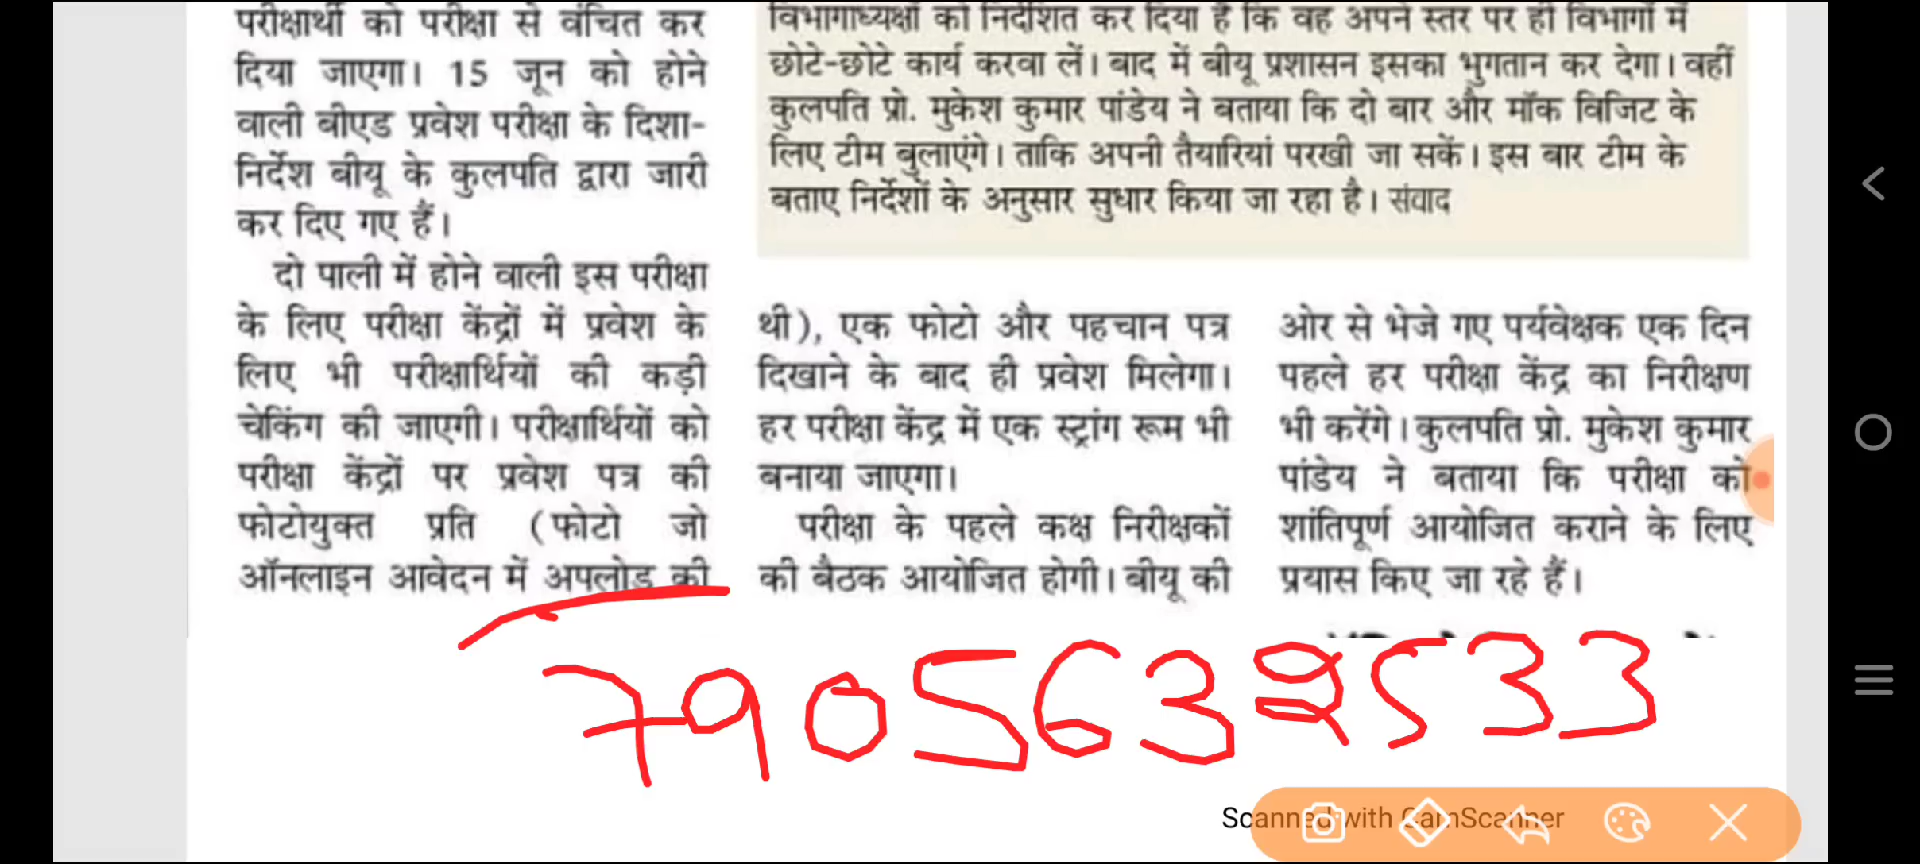 परीक्षार्थी को परीक्षा से वंचित कर
दिया जाएगा। 15 जून को होने
वाली बीएड प्रवेश परीक्षा के दिशा-
निर्देश बीयू के कुलपति द्वारा जारी
कर दिए गए हैं।
दो पाली में होने वाली इस परीक्षा
के लिए परीक्षा केंद्रों में प्रवेश के
लिए भी परीक्षार्थियों की कड़ी
चेकिंग की जाएगी। परीक्षार्थियों को
परीक्षा केंद्रों पर प्रवेश पत्र की
फोटोयुक्त प्रति (फोटो जो
ऑनलाइन आवेदन में अपलोड की
विभागाध्यक्षों को निर्देशित कर दिया है कि वह अपने स्तर पर ही विभागों में
छोटे-छोटे कार्य करवा लें। बाद में बीयू प्रशासन इसका भुगतान कर देगा। वहीं
कुलपति प्रो. मुकेश कुमार पांडेय ने बताया कि दो बार और मॉक विजिट के
लिए टीम बुलाएंगे। ताकि अपनी तैयारियां परखी जा सकें। इस बार टीम के
बताए निर्देशों के अनुसार सुधार किया जा रहा है। संवाद
थी), एक फोटो और पहचान पत्र
दिखाने के बाद ही प्रवेश मिलेगा।
हर परीक्षा केंद्र में एक स्ट्रांग रूम भी
बनाया जाएगा।
परीक्षा के पहले कक्ष निरीक्षकों
की बैठक आयोजित होगी। बीयू की
ओर से भेजे गए पर्यवेक्षक एक दिन
पहले हर परीक्षा केंद्र का निरीक्षण
भी करेंगे। कुलपति प्रो. मुकेश कुमार
पांडेय ने बताया कि परीक्षा को
शांतिपूर्ण आयोजित कराने के लिए
प्रयास किए जा रहे हैं।
Scanned with CamScanner